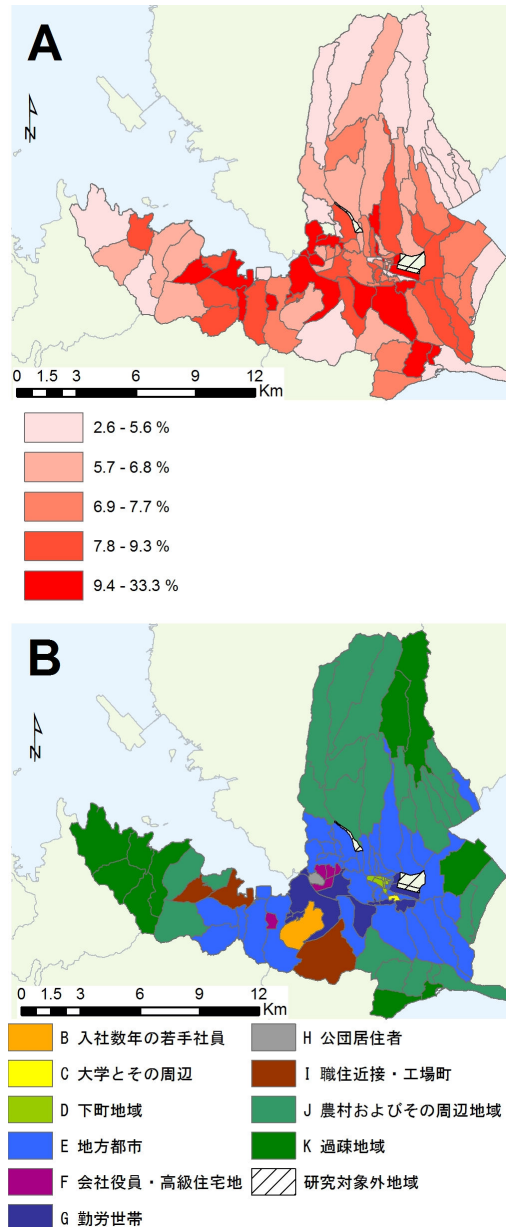 A
N
0 1.5 3 6 9 12
Km
2.6 - 5.6 %
5.7 - 6.8 %
6.9 - 7.7 %
7.8 - 9.3 %
9.4 - 33.3 %
B
N
0 1.5 3 6 9 12
Km
B 入社数年の若手社員
C 大学とその周辺
D 下町地域
E 地方都市
F 会社役員・高級住宅地
G 勤労世帯
H 公団居住者
I 職住近接・工場町
J 農村およびその周辺地域
K 過疎地域
研究対象外地域